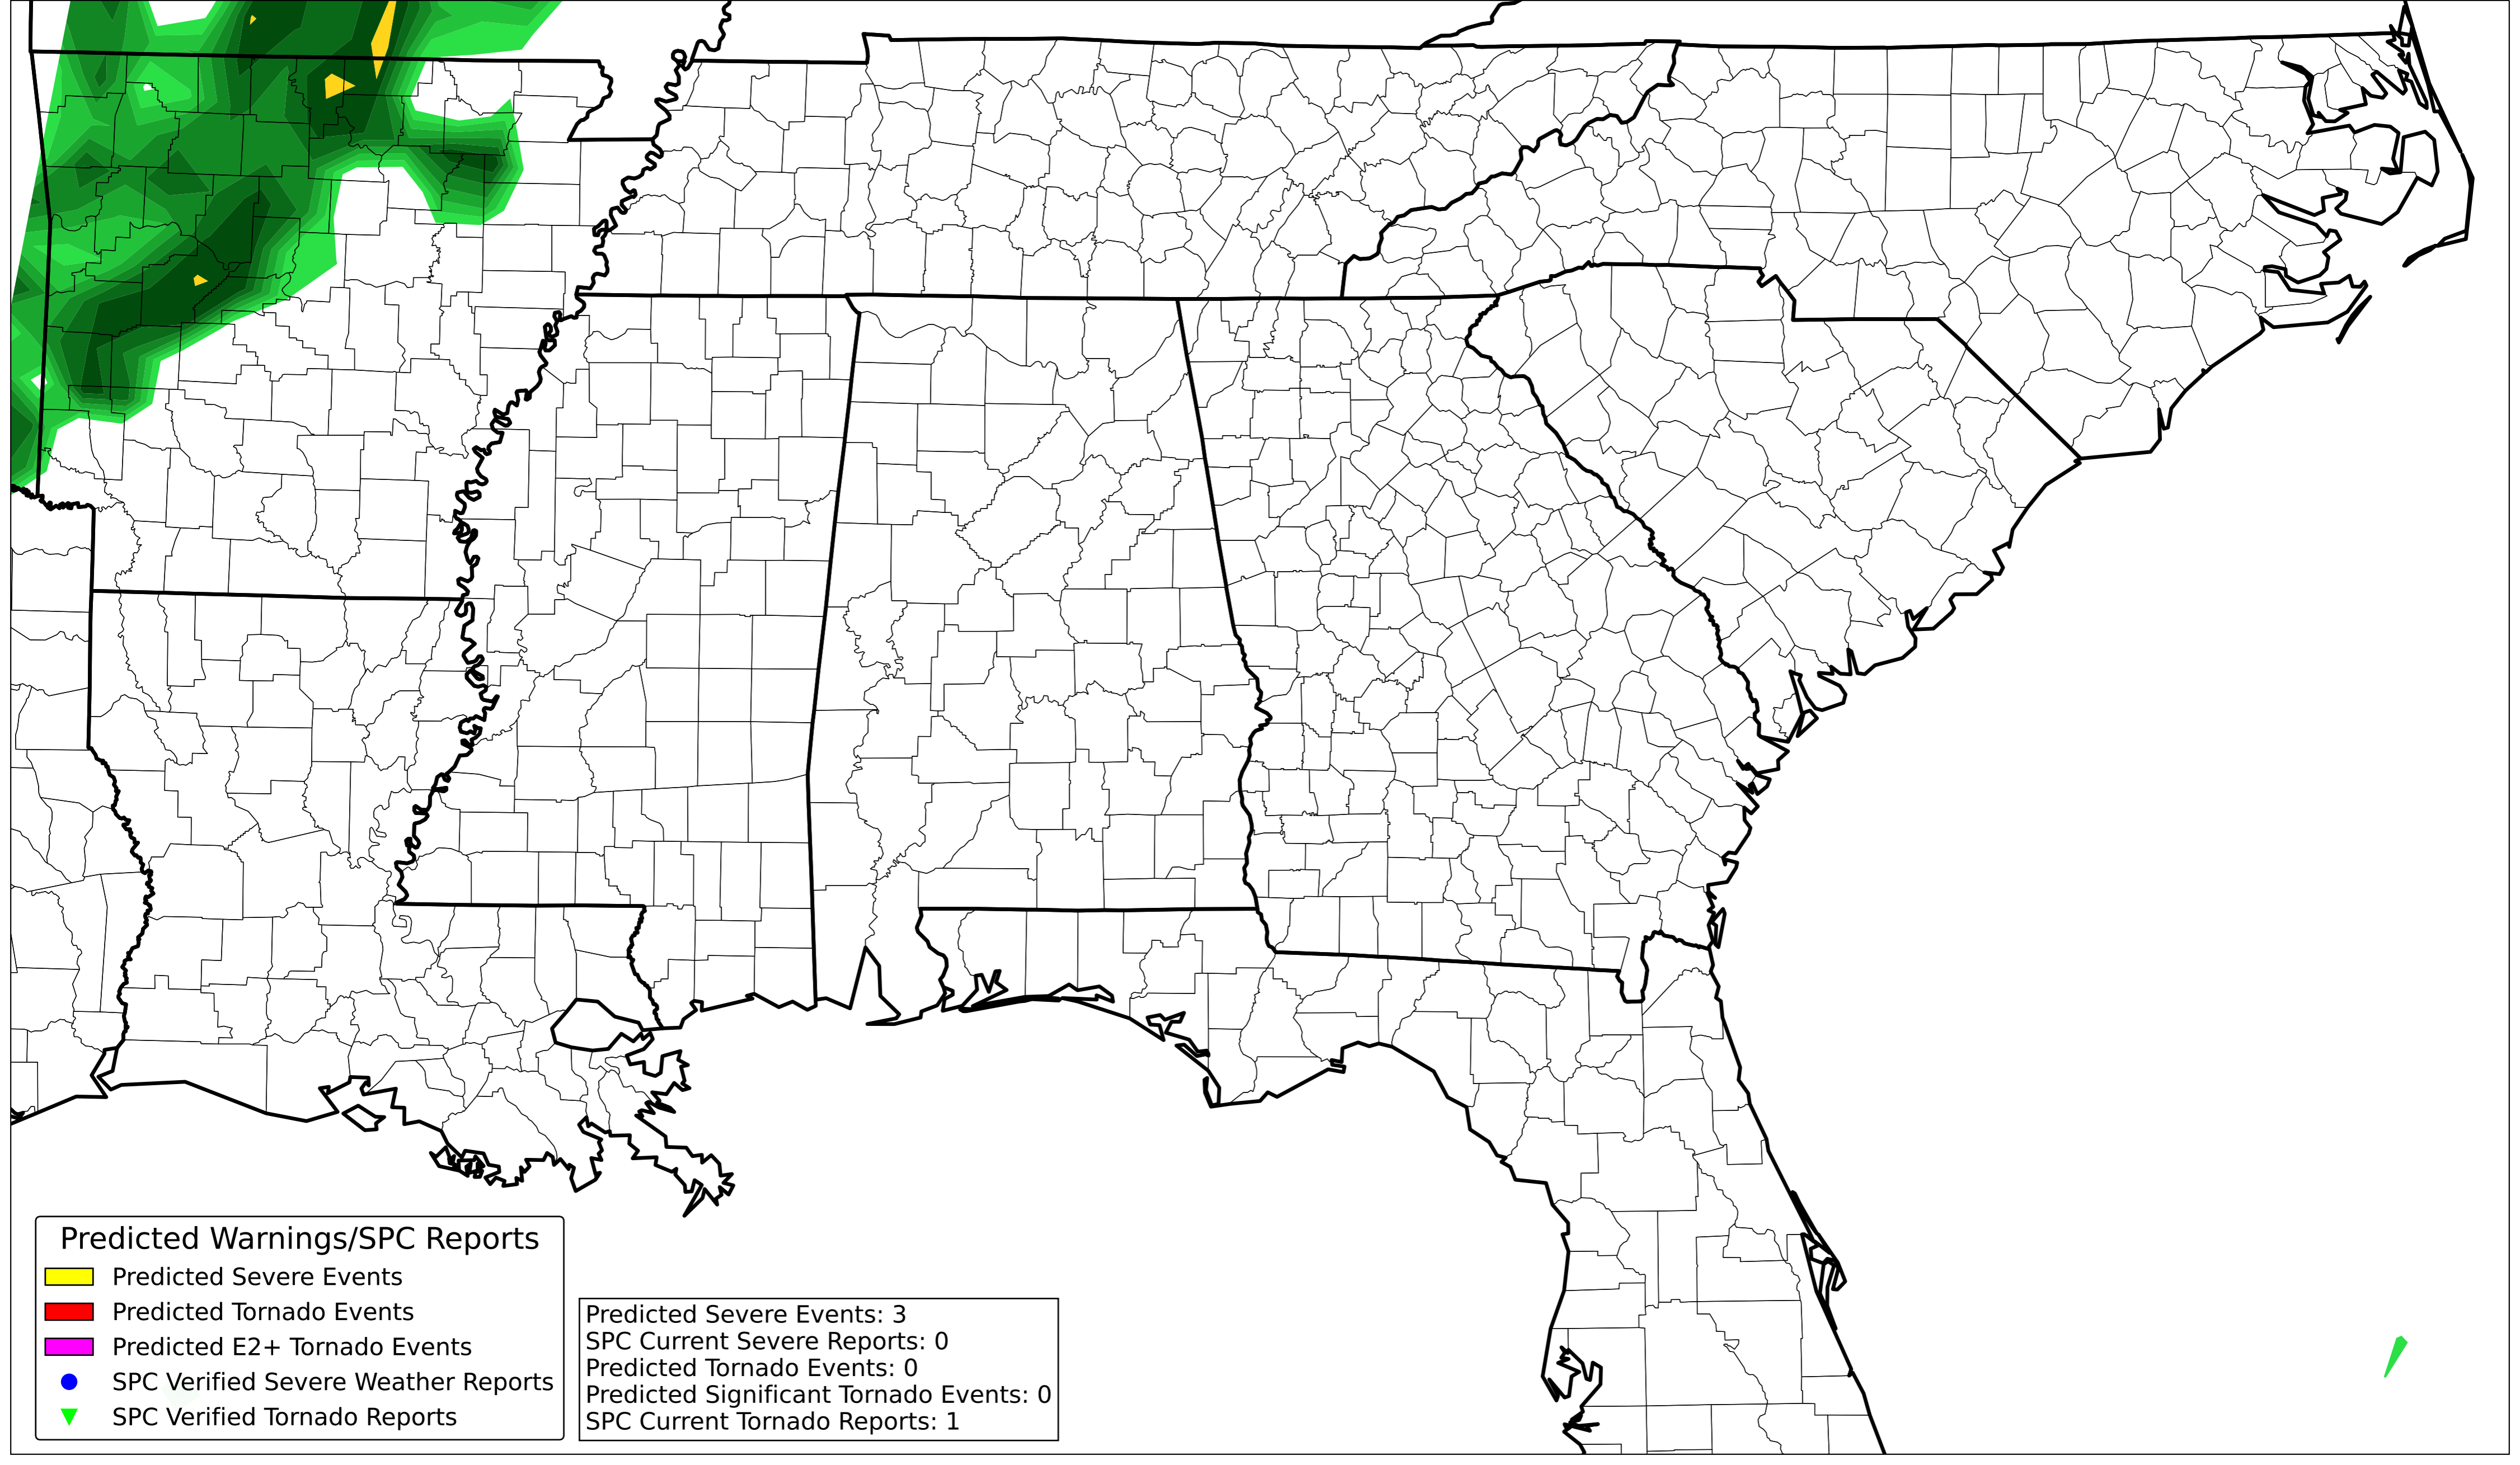 Predicted Warnings/SPC Reports
Predicted Severe Events
Predicted Tornado Events
Predicted E2+ Tornado Events
SPC Verified Severe Weather Reports
SPC Verified Tornado Reports
Predicted Severe Events: 3
SPC Current Severe Reports: 0
Predicted Tornado Events: 0
Predicted Significant Tornado Events: 0
SPC Current Tornado Reports: 1